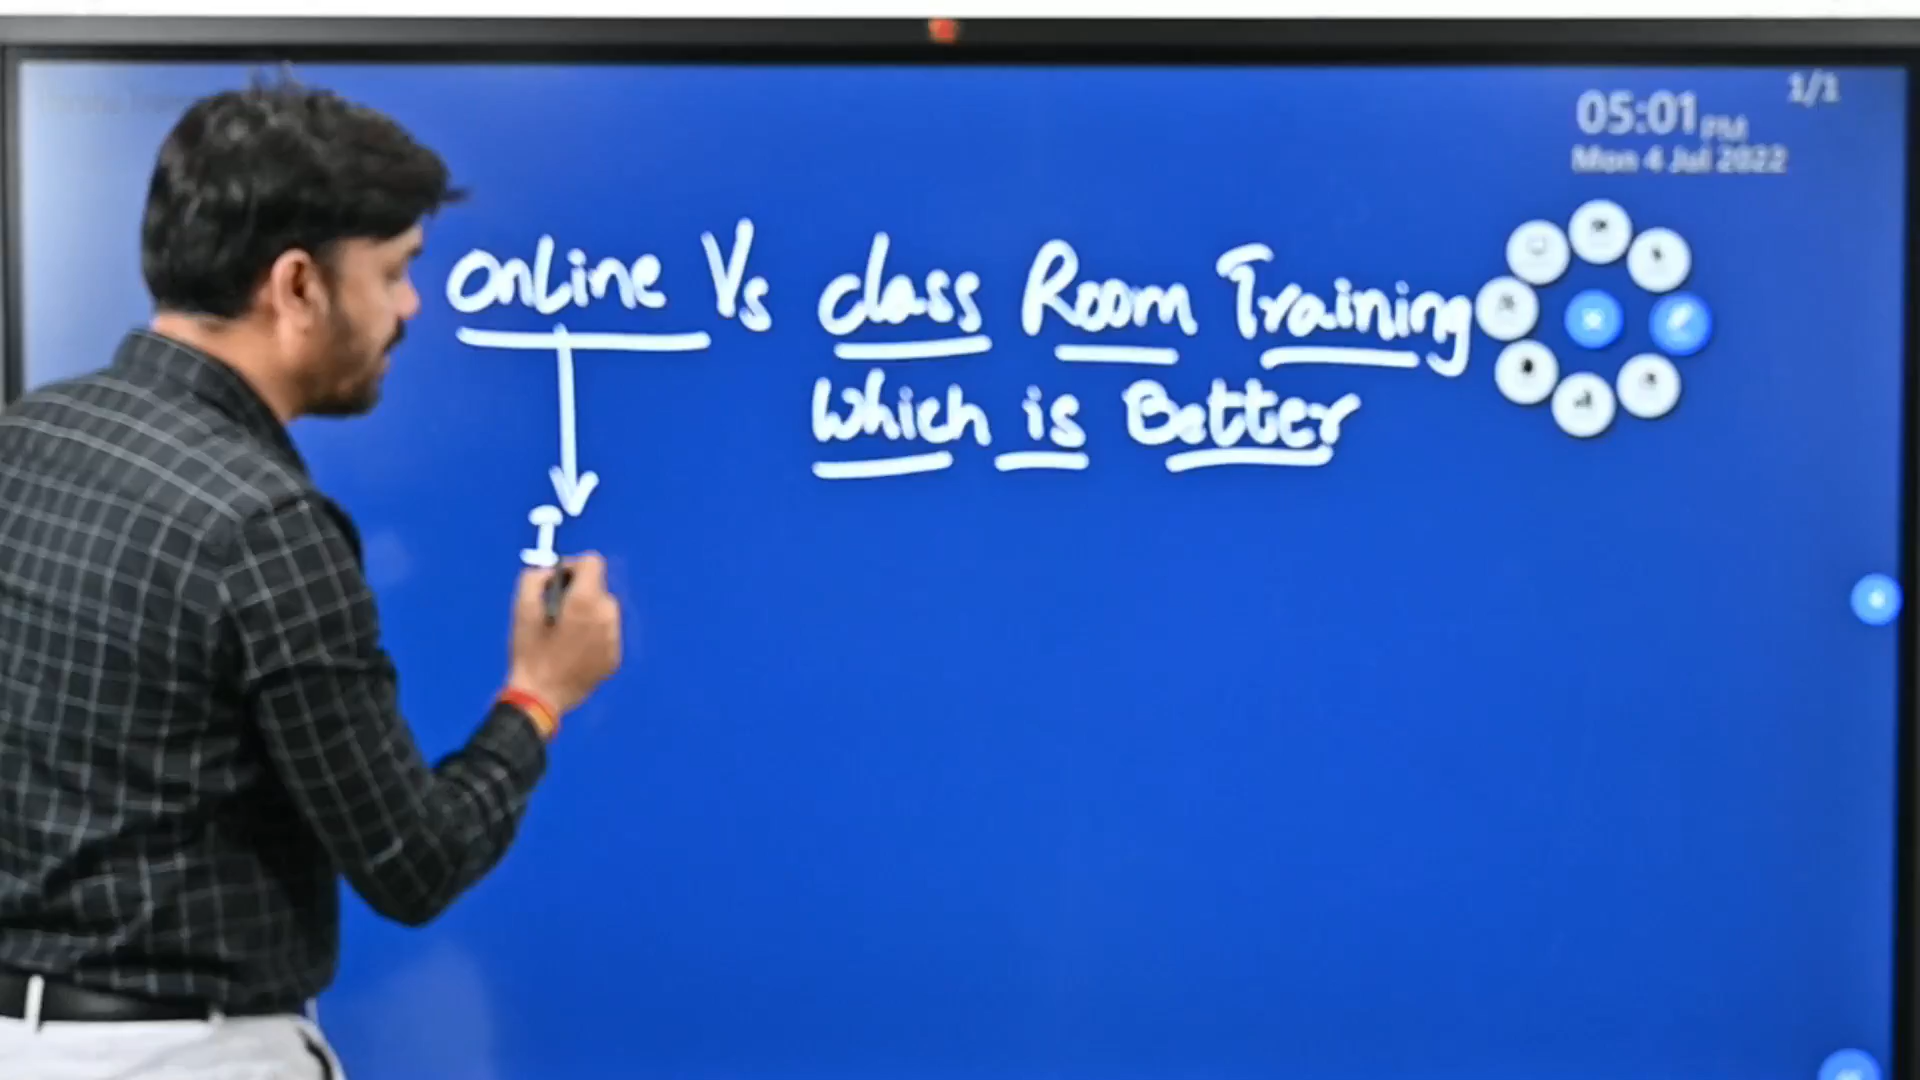 1/1
05:01 PM
Mon 4 Jul 2022
Online Vs Class Room Training
Which is Better
I